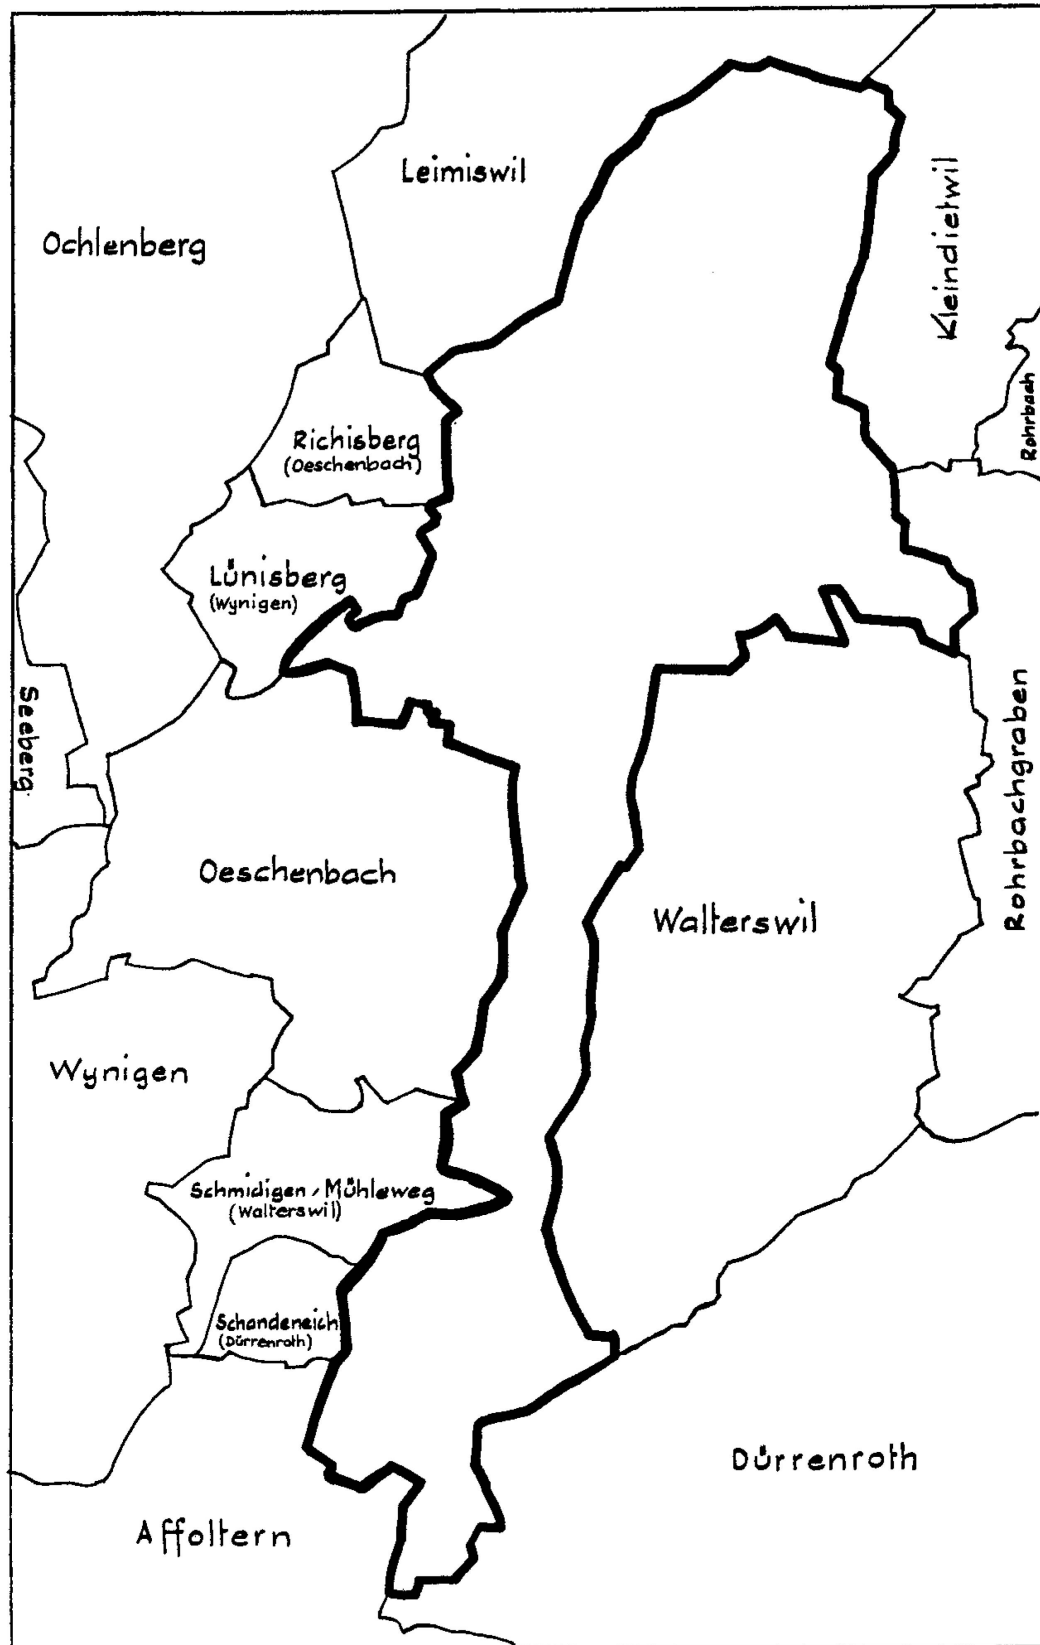 Leimiswil
Ochlenberg
Kleindietwil
Rohrbach
Richisberg
(Oeschenbach)
Lünisberg
(Wynigen)
Seeberg
Rohrbachgraben
Oeschenbach
Walterswil
Wynigen
Schmidigen / Mühleweg
(Walterswil)
Schandeneich
(Dürrenroth)
Dürrenroth
Affoltern